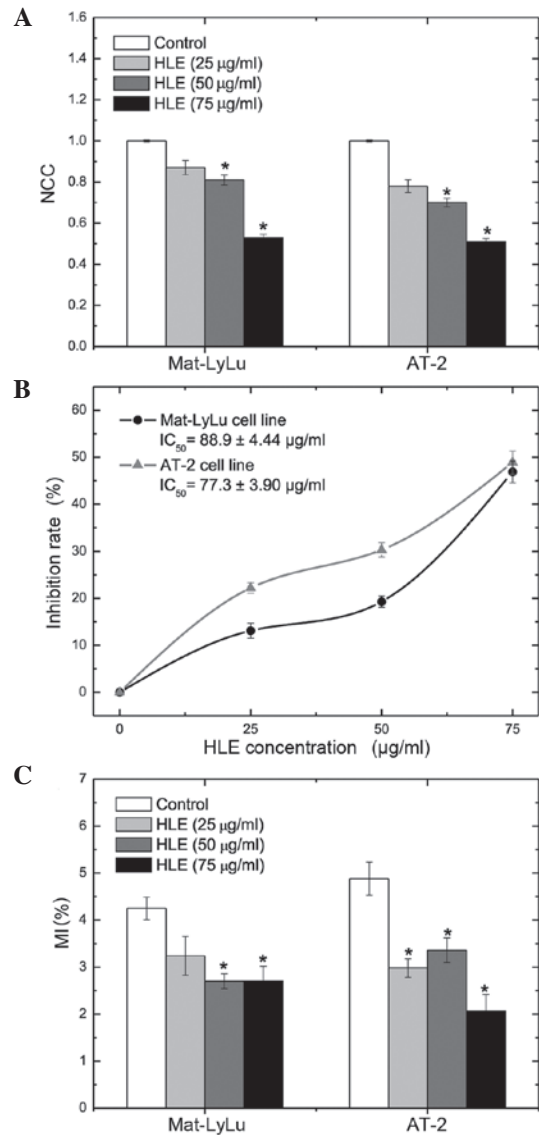 A
1.6
1.4
1.2
1.0
0.8
0.6
0.4
0.2
0.0
NCC
Control
HLE (25 µg/ml)
HLE (50 µg/ml)
HLE (75 µg/ml)
*
*
*
*
Mat-LyLu
AT-2
B
60
50
40
30
20
10
0
Inhibition rate (%)
Mat-LyLu cell line
IC50 = 88.9 ± 4.44 µg/ml
AT-2 cell line
IC50 = 77.3 ± 3.90 µg/ml
0
25
50
75
HLE concentration (µg/ml)
C
7
6
5
4
3
2
1
0
MI (%)
Control
HLE (25 µg/ml)
HLE (50 µg/ml)
HLE (75 µg/ml)
*
*
*
*
*
Mat-LyLu
AT-2